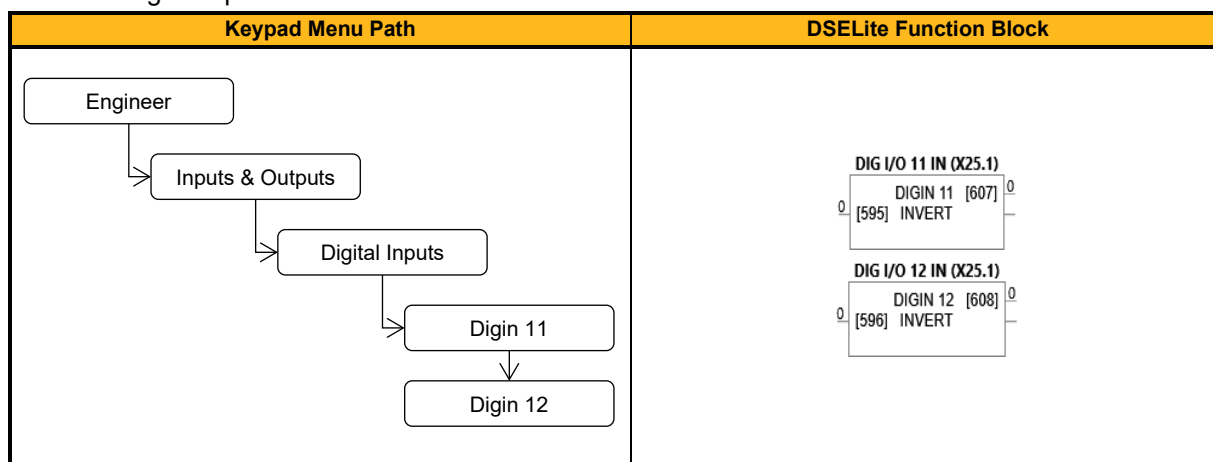 Keypad Menu Path
DSELite Function Block
Engineer
Inputs & Outputs
Digital Inputs
Digin 11
Digin 12
DIG I/O 11 IN (X25.1)
DIGIN 11 [607] 0
0 [595] INVERT
DIG I/O 12 IN (X25.1)
DIGIN 12 [608] 0
0 [596] INVERT